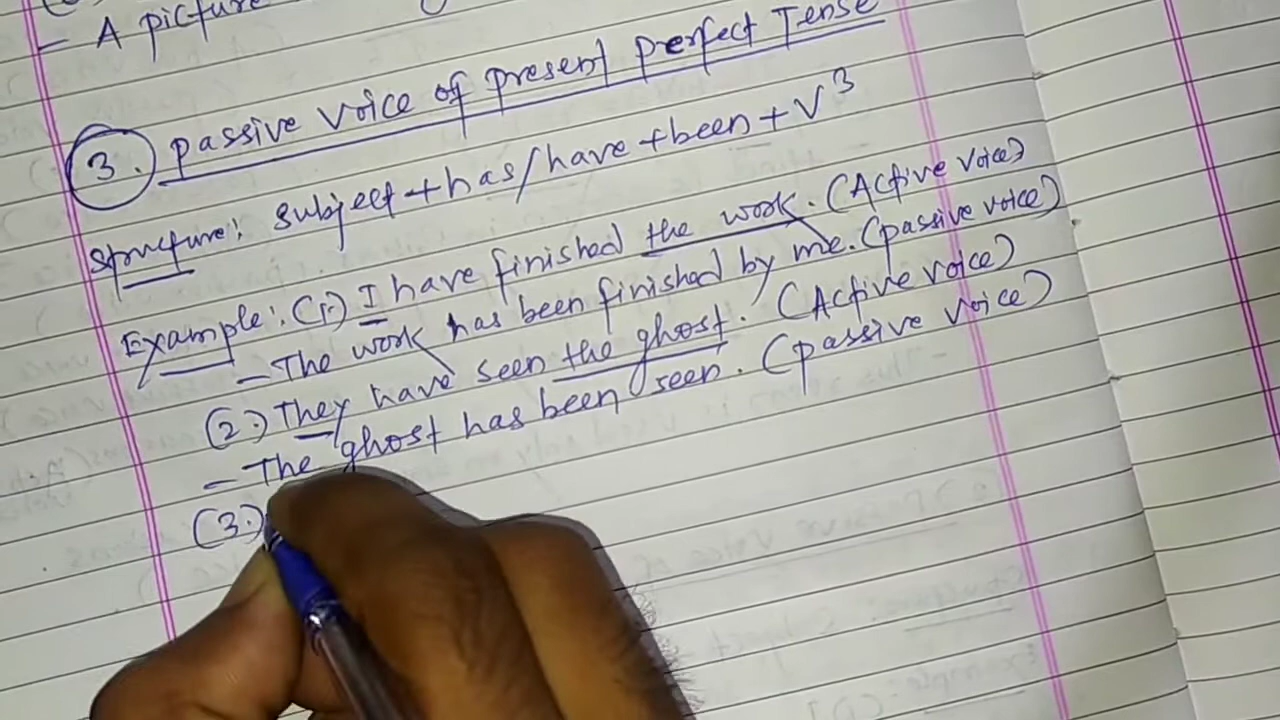 - A picture
3. passive voice of present perfect Tense
Structure: subject + has/have + been + V3
Example: (1.) I have finished the work. (Active voice)
- The work has been finished by me. (passive voice)
(2.) They have seen the ghost. (Active voice)
- The ghost has been seen. (passive voice)
(3.)